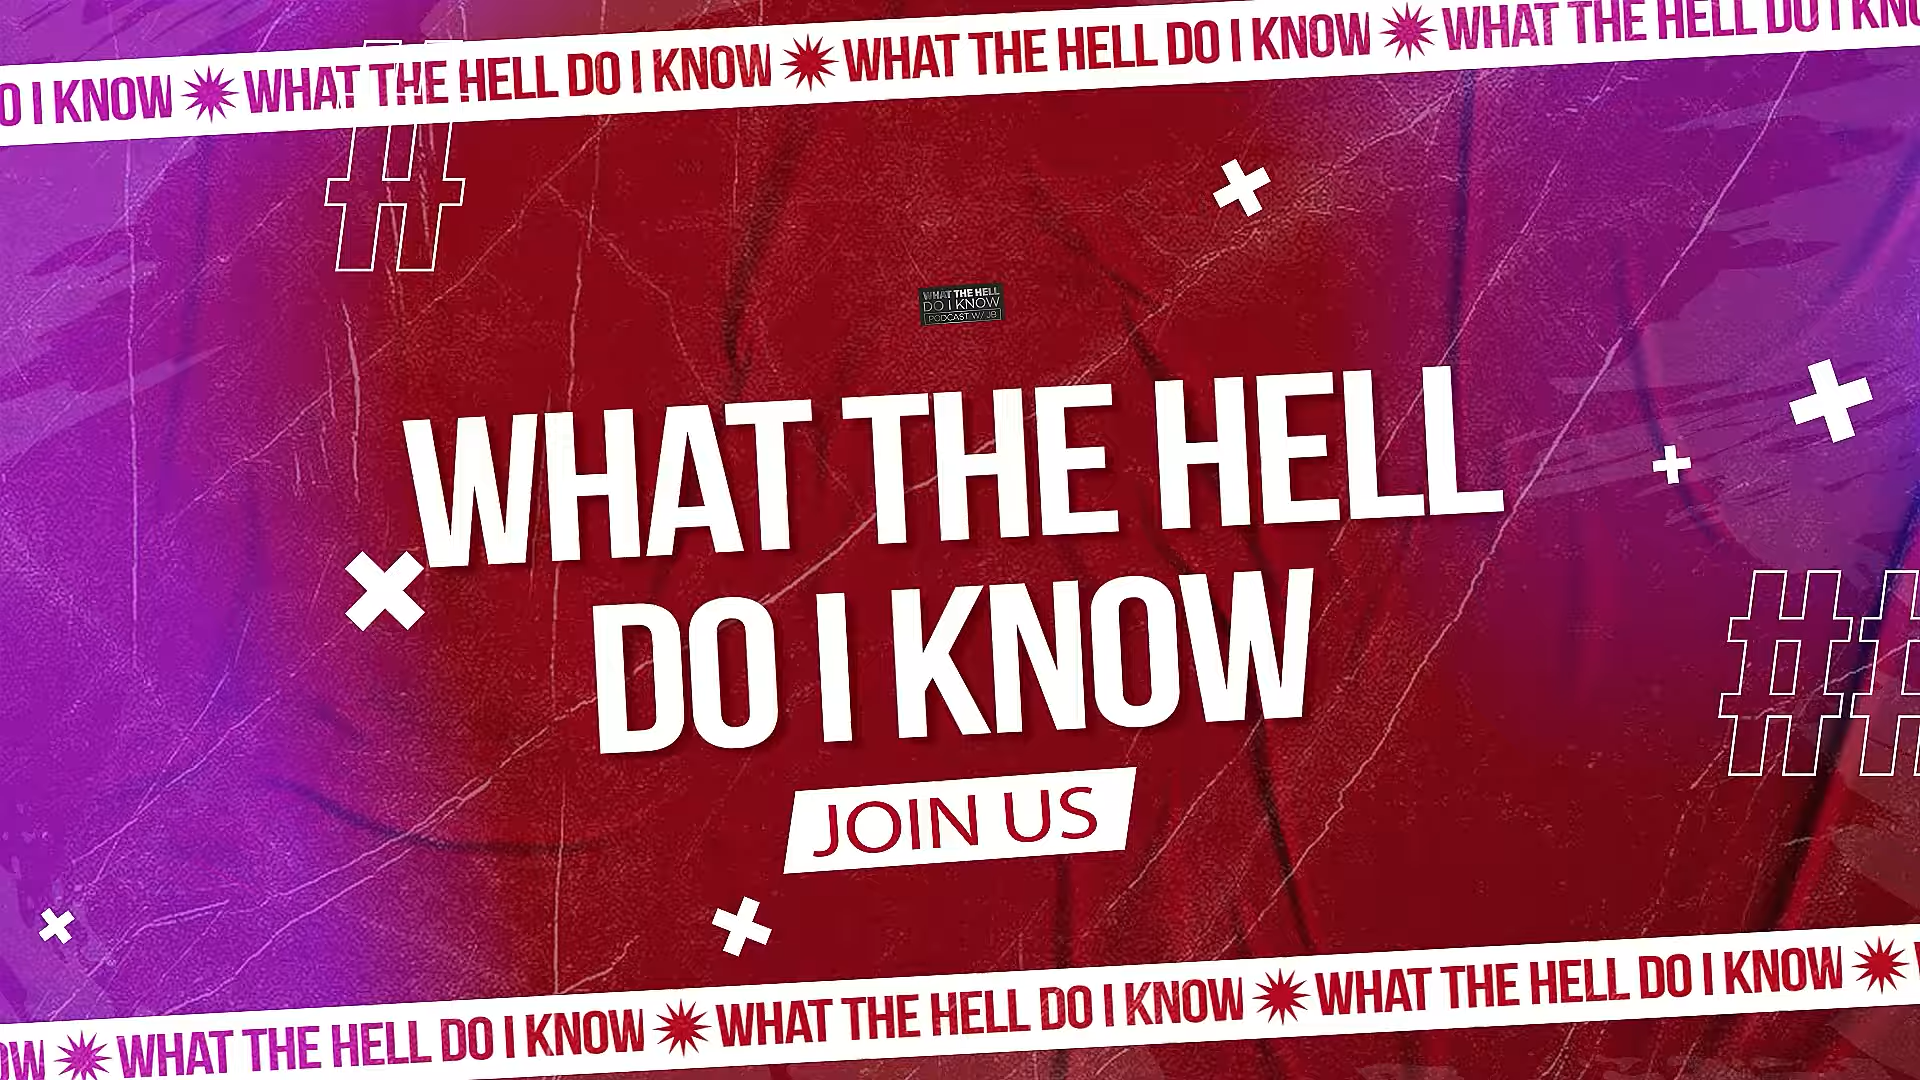 O I KNOW ✹ WHAT THE HELL DO I KNOW ✹ WHAT THE HELL DO I KNOW ✹ WHAT THE HELL DO I KNO
#
WHAT THE HELL
DO I KNOW
PODCAST W/ JB
WHAT THE HELL
DO I KNOW
##
JOIN US
OW ✹ WHAT THE HELL DO I KNOW ✹ WHAT THE HELL DO I KNOW ✹ WHAT THE HELL DO I KNOW ✹